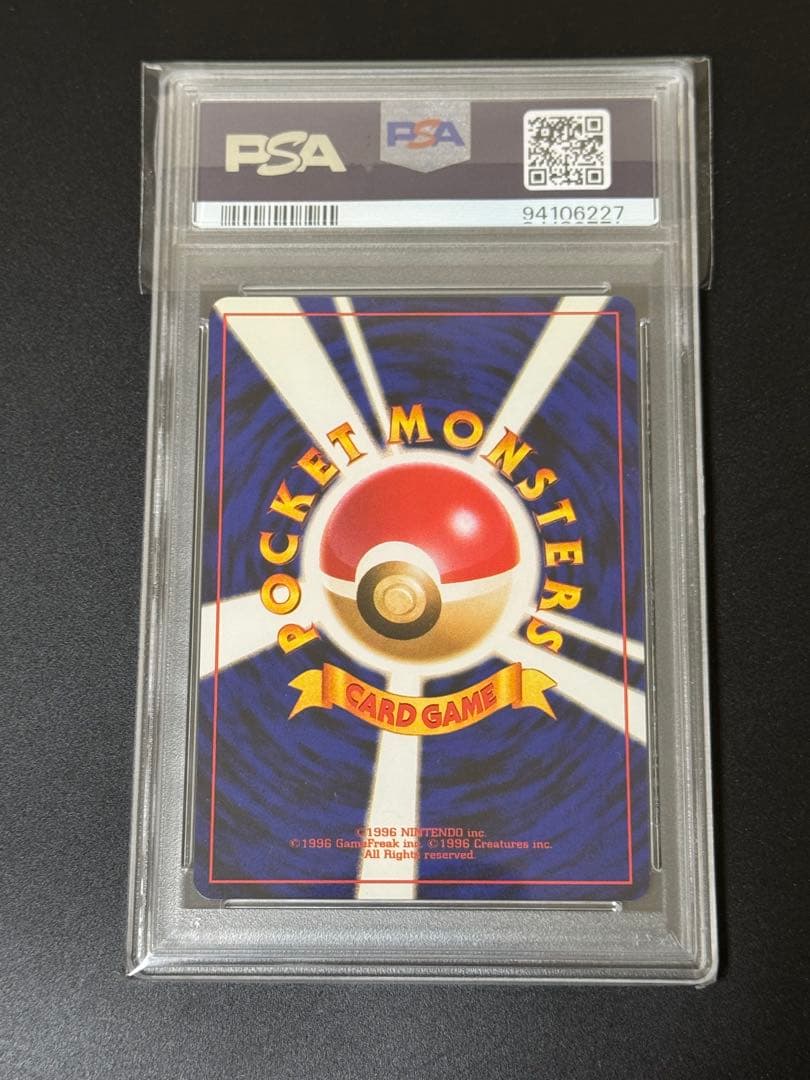 PSA
PSA
94106227
POCKET MONSTERS
CARD GAME
©1996 NINTENDO inc.
©1996 GameFreak inc. ©1996 Creatures inc.
All Rights reserved.